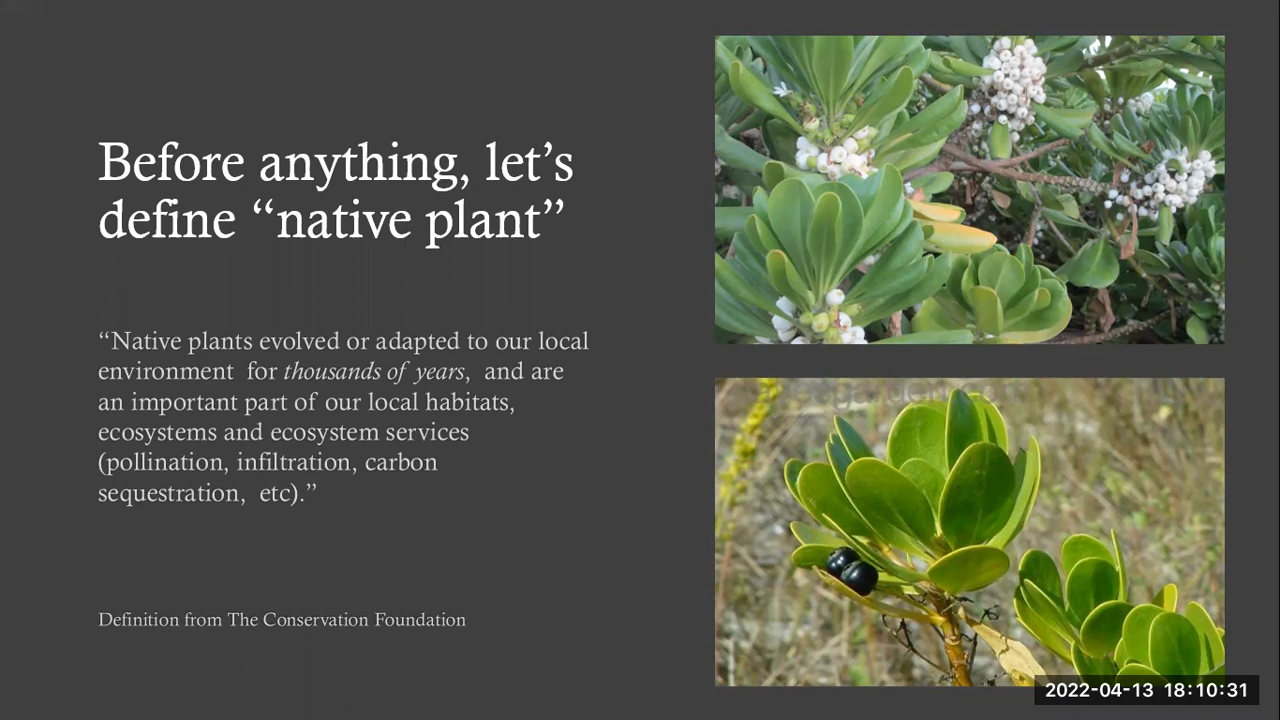 Before anything, let’s
define “native plant”
“Native plants evolved or adapted to our local
environment  for thousands of years,  and are
an important part of our local habitats,
ecosystems and ecosystem services
(pollination, infiltration, carbon
sequestration,  etc).”
Definition from The Conservation Foundation
2022-04-13 18:10:31